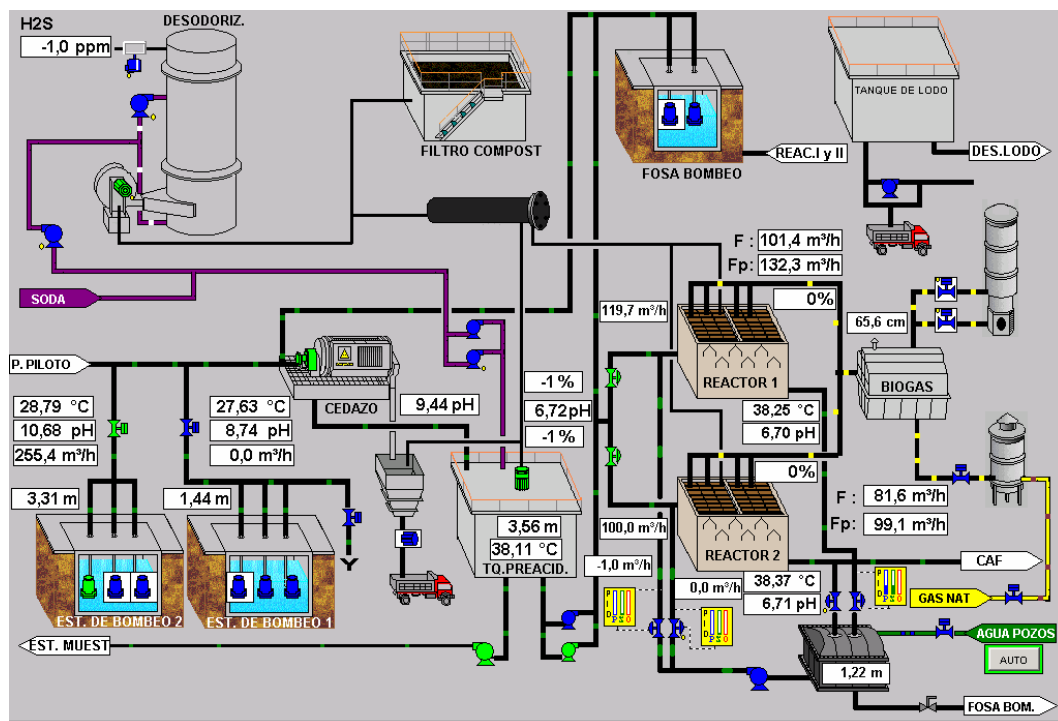 H2S
DESODORIZ.
-1,0 ppm
FILTRO COMPOST
FOSA BOMBEO
REAC.I y II
TANQUE DE LODO
DES.LODO
SODA
F : 101,4 m³/h
Fp: 132,3 m³/h
0%
119,7 m³/h
65,6 cm
REACTOR 1
BIOGAS
P. PILOTO
CEDAZO
9,44 pH
-1 %
6,72 pH
-1 %
28,79 °C
10,68 pH
255,4 m³/h
27,63 °C
8,74 pH
0,0 m³/h
38,25 °C
6,70 pH
0%
3,31 m
1,44 m
3,56 m
38,11 °C
TQ.PREACID.
100,0 m³/h
REACTOR 2
F : 81,6 m³/h
Fp: 99,1 m³/h
-1,0 m³/h
0,0 m³/h
38,37 °C
6,71 pH
CAF
GAS NAT
P I D
P S O
P I D
P S O
P I D
P S O
EST. DE BOMBEO 2
EST. DE BOMBEO 1
EST. MUEST
AGUA POZOS
AUTO
1,22 m
FOSA BOM.